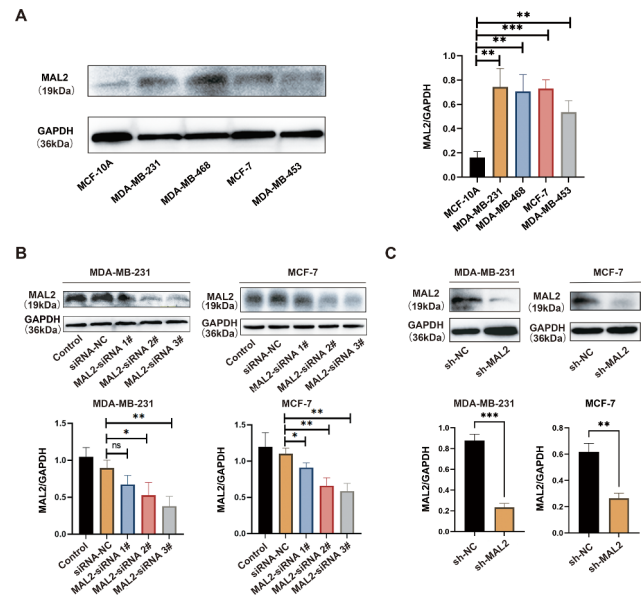 A
MAL2
(19kDa)
GAPDH
(36kDa)
MCF-10A
MDA-MB-231
MDA-MB-468
MCF-7
MDA-MB-453
MAL2/GAPDH
1.0
0.8
0.6
0.4
0.2
0.0
**
***
**
**
MCF-10A
MDA-MB-231
MDA-MB-468
MCF-7
MDA-MB-453
B
MDA-MB-231
MAL2
(19kDa)
GAPDH
(36kDa)
Control
siRNA-NC
MAL2-siRNA 1#
MAL2-siRNA 2#
MAL2-siRNA 3#
MCF-7
MAL2
(19kDa)
GAPDH
(36kDa)
Control
siRNA-NC
MAL2-siRNA 1#
MAL2-siRNA 2#
MAL2-siRNA 3#
MDA-MB-231
MAL2/GAPDH
1.5
1.0
0.5
0.0
**
*
ns
Control
siRNA-NC
MAL2-siRNA 1#
MAL2-siRNA 2#
MAL2-siRNA 3#
MCF-7
MAL2/GAPDH
1.5
1.0
0.5
0.0
**
**
*
Control
siRNA-NC
MAL2-siRNA 1#
MAL2-siRNA 2#
MAL2-siRNA 3#
C
MDA-MB-231
MAL2
(19kDa)
GAPDH
(36kDa)
sh-NC
sh-MAL2
MCF-7
MAL2
(19kDa)
GAPDH
(36kDa)
sh-NC
sh-MAL2
MDA-MB-231
MAL2/GAPDH
1.0
0.8
0.6
0.4
0.2
0.0
***
sh-NC
sh-MAL2
MCF-7
MAL2/GAPDH
0.8
0.6
0.4
0.2
0.0
**
sh-NC
sh-MAL2